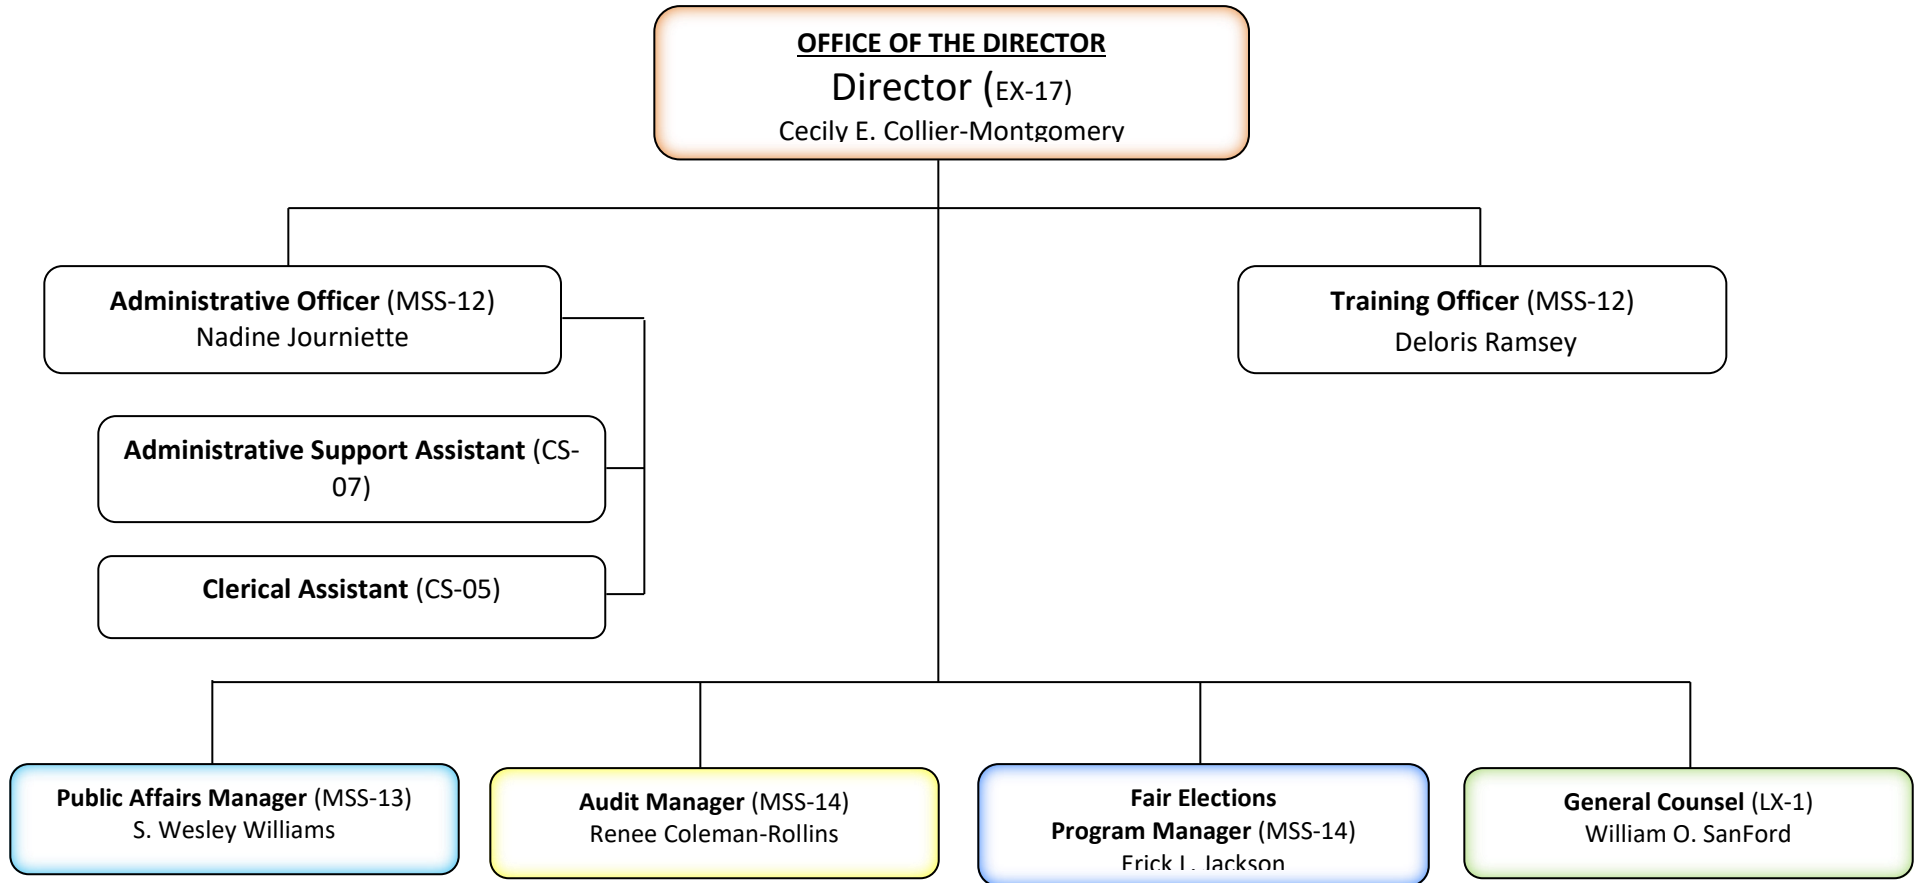 OFFICE OF THE DIRECTOR
Director (EX-17)
Cecily E. Collier-Montgomery
Administrative Officer (MSS-12)
Nadine Journiette
Training Officer (MSS-12)
Deloris Ramsey
Administrative Support Assistant (CS-
07)
Clerical Assistant (CS-05)
Public Affairs Manager (MSS-13)
S. Wesley Williams
Audit Manager (MSS-14)
Renee Coleman-Rollins
Fair Elections
Program Manager (MSS-14)
Erick L. Jackson
General Counsel (LX-1)
William O. SanFord